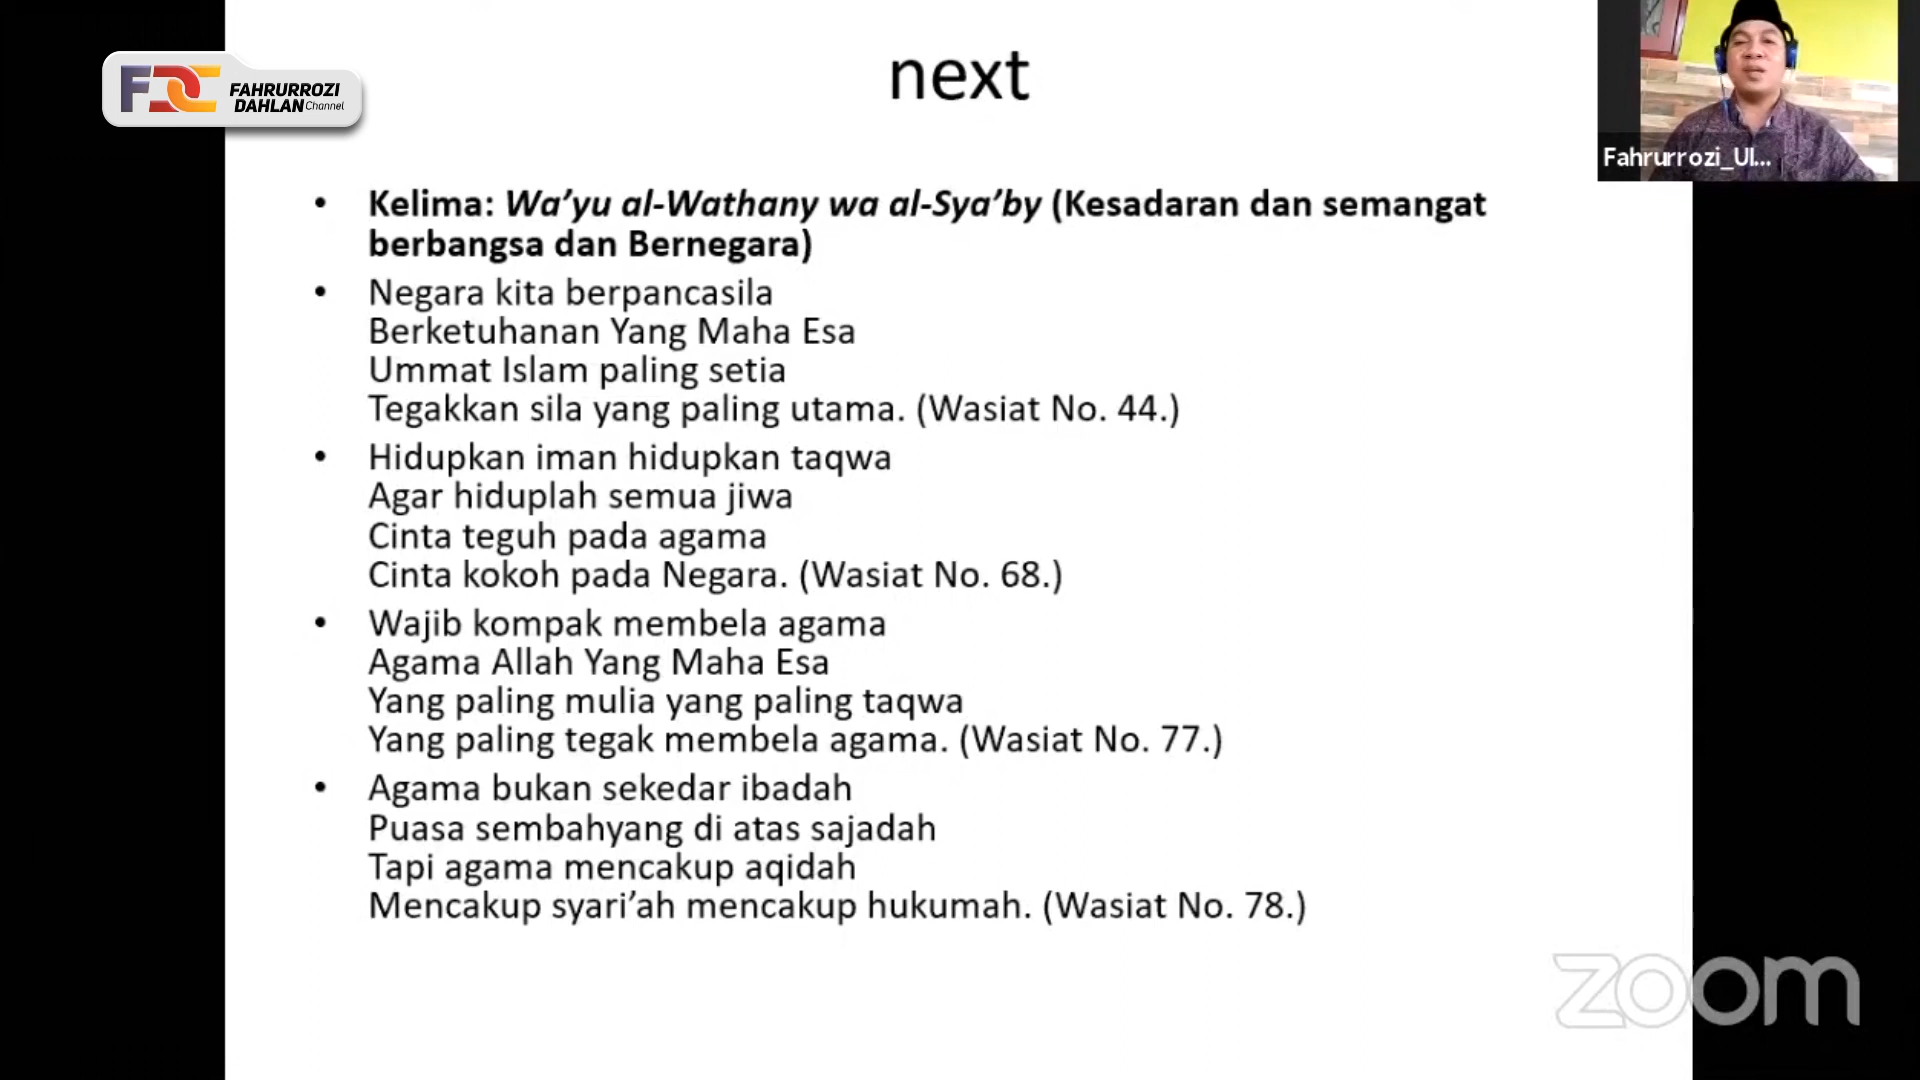 next
FDC FAHRURROZI
DAHLAN Channel
Fahrurrozi_UI...
• Kelima: Wa’yu al-Wathany wa al-Sya’by (Kesadaran dan semangat
berbangsa dan Bernegara)
• Negara kita berpancasila
Berketuhanan Yang Maha Esa
Ummat Islam paling setia
Tegakkan sila yang paling utama. (Wasiat No. 44.)
• Hidupkan iman hidupkan taqwa
Agar hiduplah semua jiwa
Cinta teguh pada agama
Cinta kokoh pada Negara. (Wasiat No. 68.)
• Wajib kompak membela agama
Agama Allah Yang Maha Esa
Yang paling mulia yang paling taqwa
Yang paling tegak membela agama. (Wasiat No. 77.)
• Agama bukan sekedar ibadah
Puasa sembahyang di atas sajadah
Tapi agama mencakup aqidah
Mencakup syari’ah mencakup hukumah. (Wasiat No. 78.)
zoom